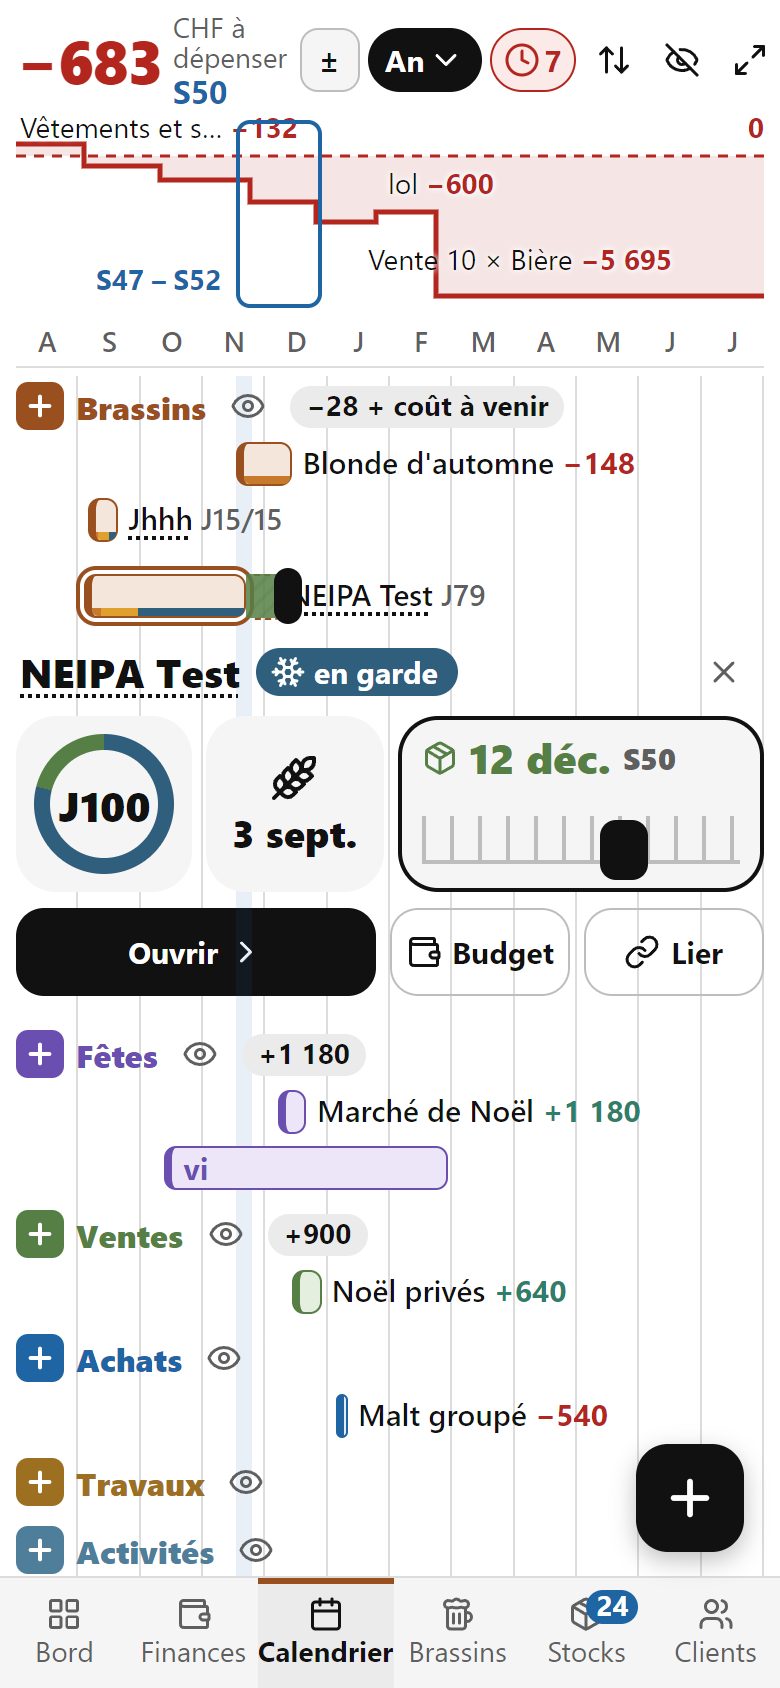 −683
CHF à
dépenser
S50
±
An
7
Vêtements et s... −132
0
lol −600
Vente 10 × Bière −5 695
S47 – S52
A S O N D J F M A M J J
Brassins
−28 + coût à venir
Blonde d'automne −148
Jhhh J15/15
NEIPA Test J79
NEIPA Test
en garde
J100
3 sept.
12 déc. S50
Ouvrir
Budget
Lier
Fêtes
+1 180
Marché de Noël +1 180
vi
Ventes
+900
Noël privés +640
Achats
Malt groupé −540
Travaux
Activités
24
Bord
Finances
Calendrier
Brassins
Stocks
Clients